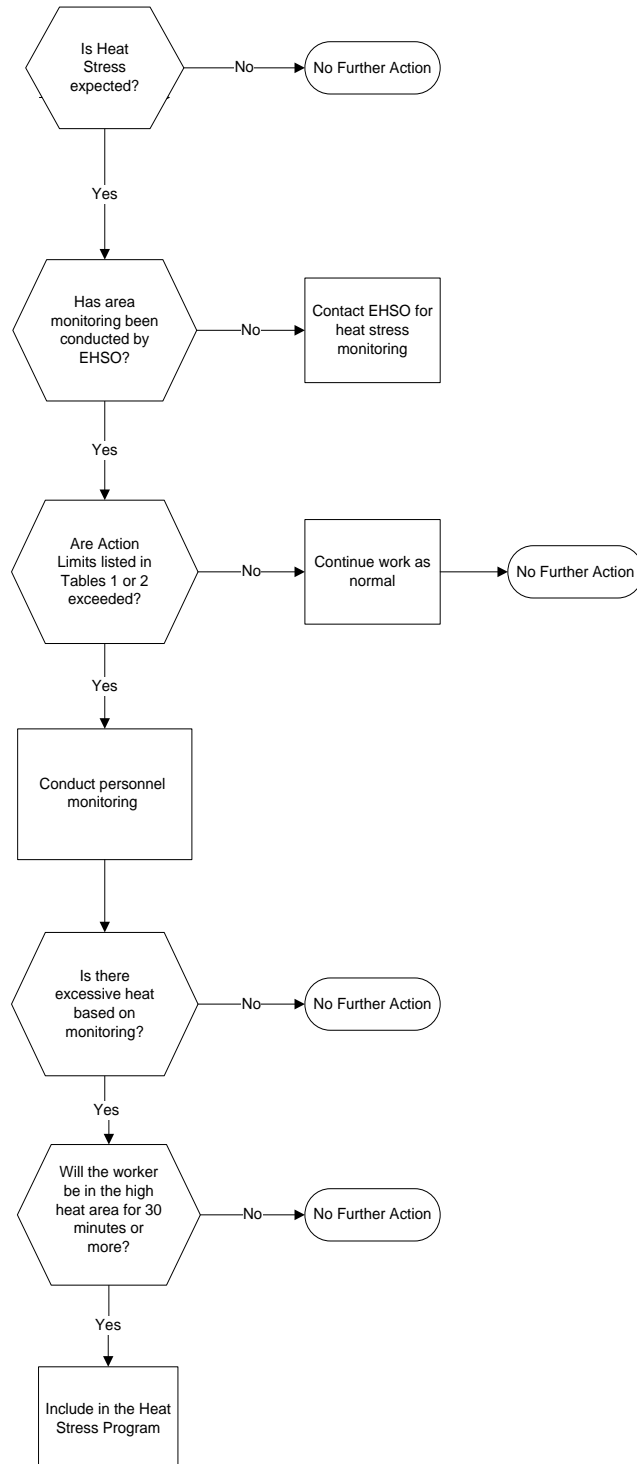 Is Heat
Stress
expected?
No
No Further Action
Yes
Has area
monitoring been
conducted by
EHSO?
No
Contact EHSO for
heat stress
monitoring
Yes
Are Action
Limits listed in
Tables 1 or 2
exceeded?
No
Continue work as
normal
No Further Action
Yes
Conduct personnel
monitoring
Is there
excessive heat
based on
monitoring?
No
No Further Action
Yes
Will the worker
be in the high
heat area for 30
minutes or
more?
No
No Further Action
Yes
Include in the Heat
Stress Program